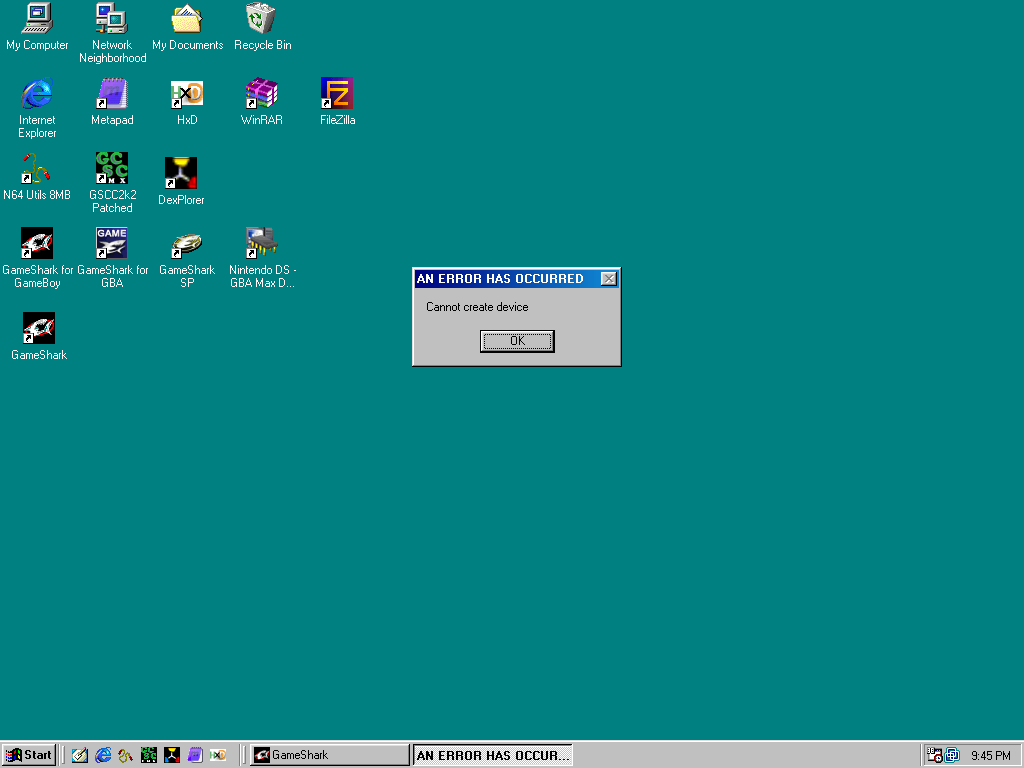 My Computer
Network
Neighborhood
My Documents
Recycle Bin
Internet
Explorer
Metapad
HxD
WinRAR
FileZilla
N64 Utils 8MB
GSCC2k2
Patched
DexPlorer
GameShark for
GameBoy
GameShark for
GBA
GameShark
SP
Nintendo DS -
GBA Max D...
GameShark
AN ERROR HAS OCCURRED
Cannot create device
OK
Start
GameShark
AN ERROR HAS OCCUR...
9:45 PM